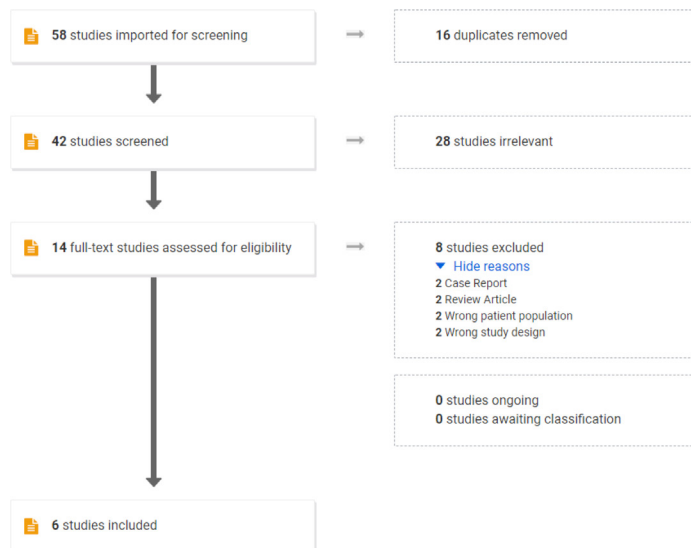 58 studies imported for screening
16 duplicates removed
42 studies screened
28 studies irrelevant
14 full-text studies assessed for eligibility
8 studies excluded
Hide reasons
2 Case Report
2 Review Article
2 Wrong patient population
2 Wrong study design
0 studies ongoing
0 studies awaiting classification
6 studies included